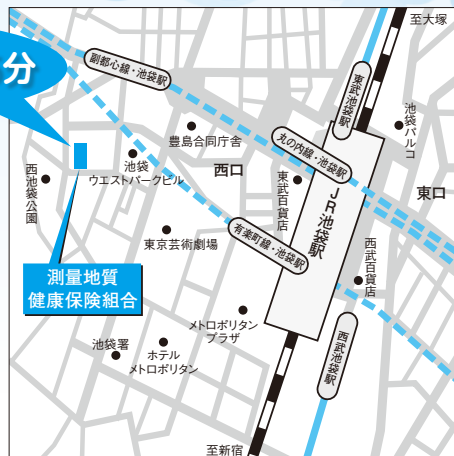 至大塚
分
副都心線・池袋駅
東武池袋駅
池袋パルコ
豊島合同庁舎
丸の内線・池袋駅
池袋
ウエストパークビル
西口
東武百貨店
JR池袋駅
東口
西池袋公園
東京芸術劇場
有楽町線・池袋駅
西武百貨店
測量地質
健康保険組合
メトロポリタン
プラザ
池袋署
ホテル
メトロポリタン
西武池袋駅
至新宿